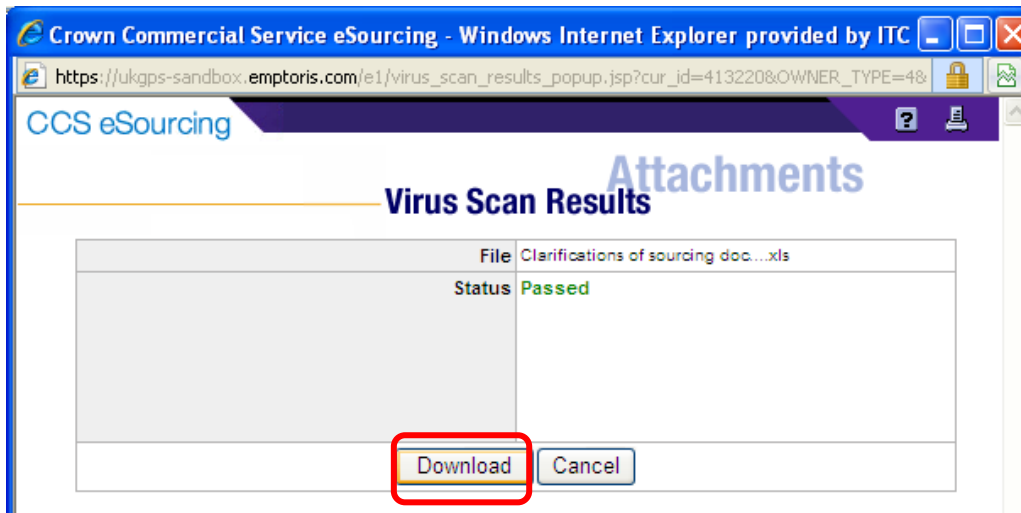 Crown Commercial Service eSourcing - Windows Internet Explorer provided by ITC
https://ukgps-sandbox.emptoris.com/e1/virus_scan_results_popup.jsp?cur_id=413220&OWNER_TYPE=4&
CCS eSourcing
Attachments
Virus Scan Results
File Clarifications of sourcing doc....xls
Status Passed
Download Cancel